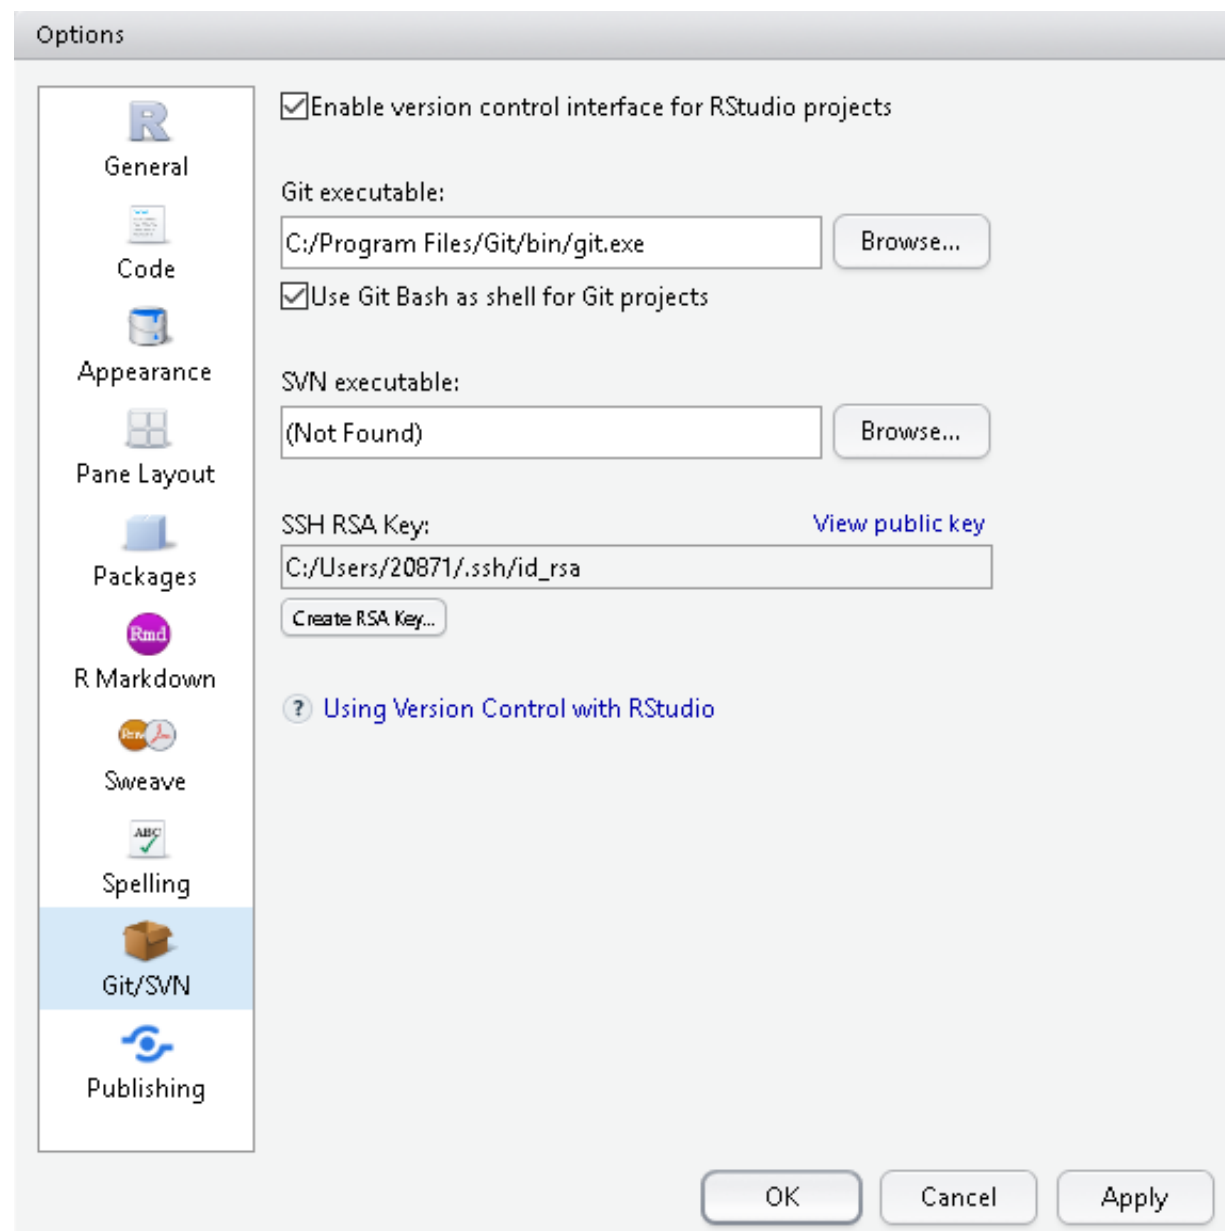 Options
R
General
Code
Appearance
Pane Layout
Packages
Rmd
R Markdown
Rnw
Sweave
ABC
Spelling
Git/SVN
Publishing
Enable version control interface for RStudio projects
Git executable:
C:/Program Files/Git/bin/git.exe
Browse...
Use Git Bash as shell for Git projects
SVN executable:
(Not Found)
Browse...
SSH RSA Key:
View public key
C:/Users/20871/.ssh/id_rsa
Create RSA Key...
? Using Version Control with RStudio
OK
Cancel
Apply